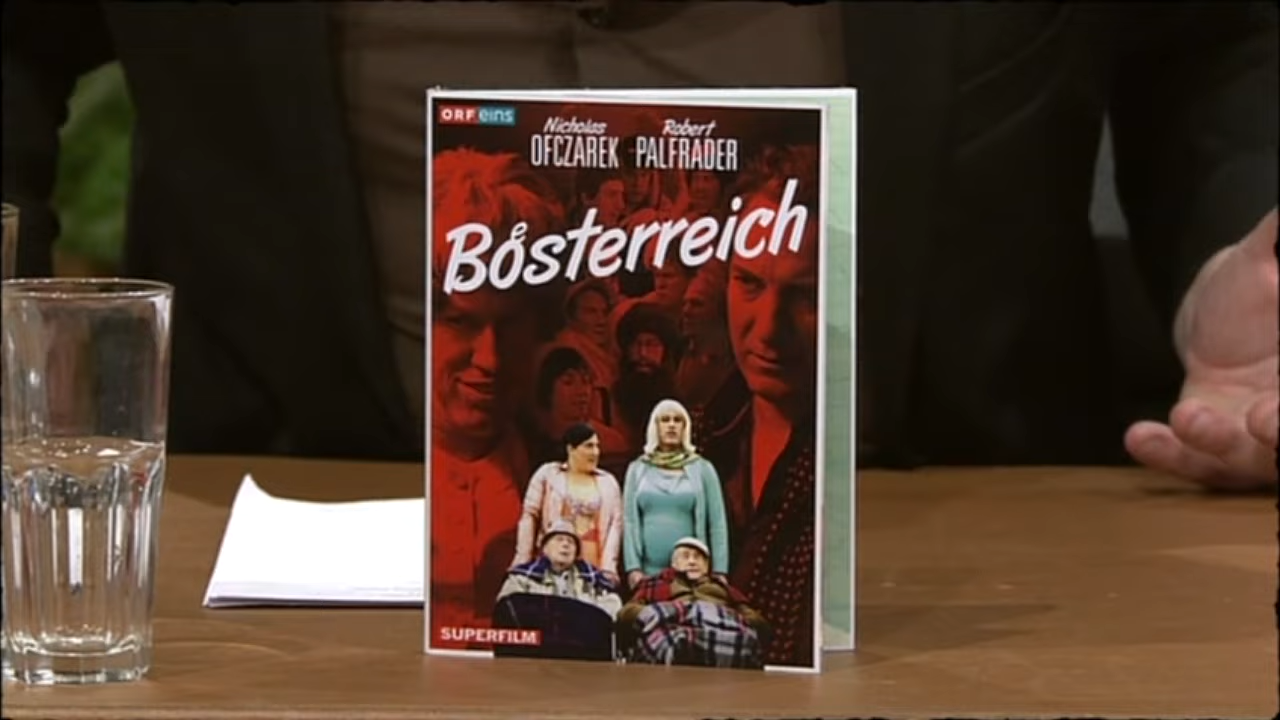 ORF eins
Nicholas Robert
OFCZAREK PALFRADER
Bösterreich
SUPERFILM